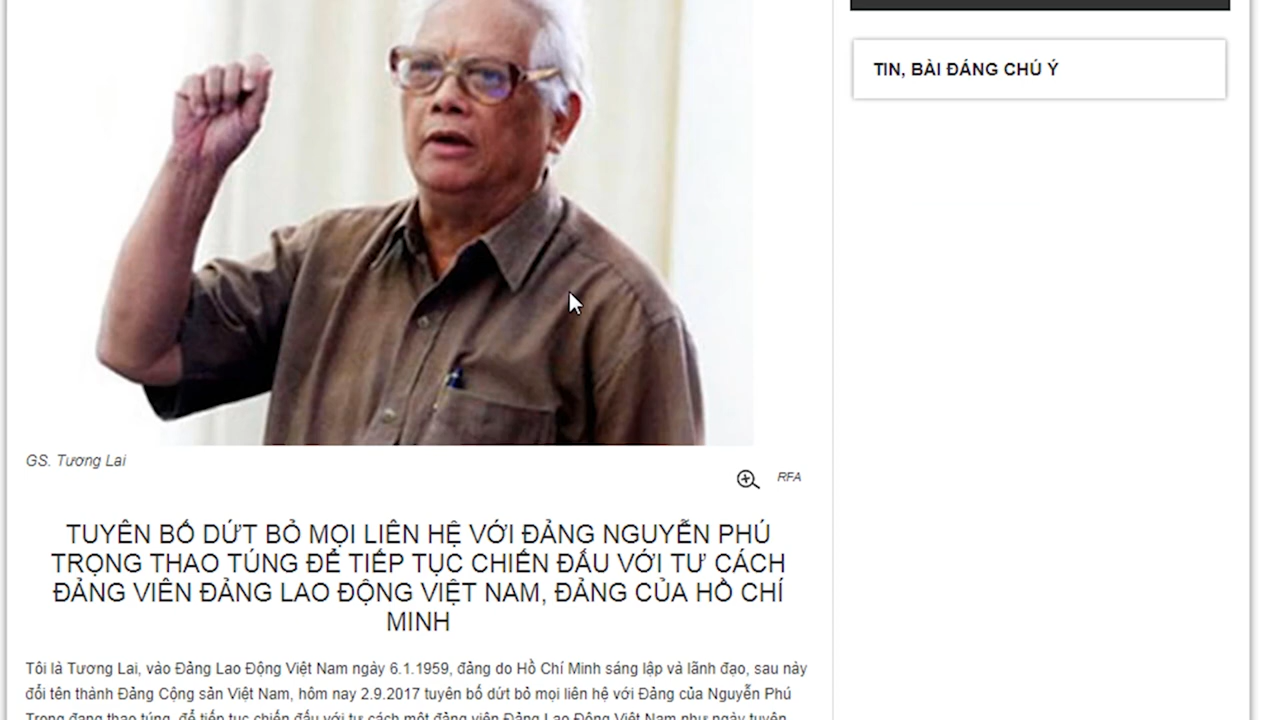 TIN, BÀI ĐÁNG CHÚ Ý
GS. Tương Lai
RFA
TUYÊN BỐ DỨT BỎ MỌI LIÊN HỆ VỚI ĐẢNG NGUYỄN PHÚ
TRỌNG THAO TÚNG ĐỂ TIẾP TỤC CHIẾN ĐẤU VỚI TƯ CÁCH
ĐẢNG VIÊN ĐẢNG LAO ĐỘNG VIỆT NAM, ĐẢNG CỦA HỒ CHÍ
MINH
Tôi là Tương Lai, vào Đảng Lao Động Việt Nam ngày 6.1.1959, đảng do Hồ Chí Minh sáng lập và lãnh đạo, sau này
đổi tên thành Đảng Cộng sản Việt Nam, hôm nay 2.9.2017 tuyên bố dứt bỏ mọi liên hệ với Đảng của Nguyễn Phú
Trọng đang thao túng, để tiếp tục chiến đấu với tư cách một đảng viên Đảng Lao Động Việt Nam như ngày tuyên